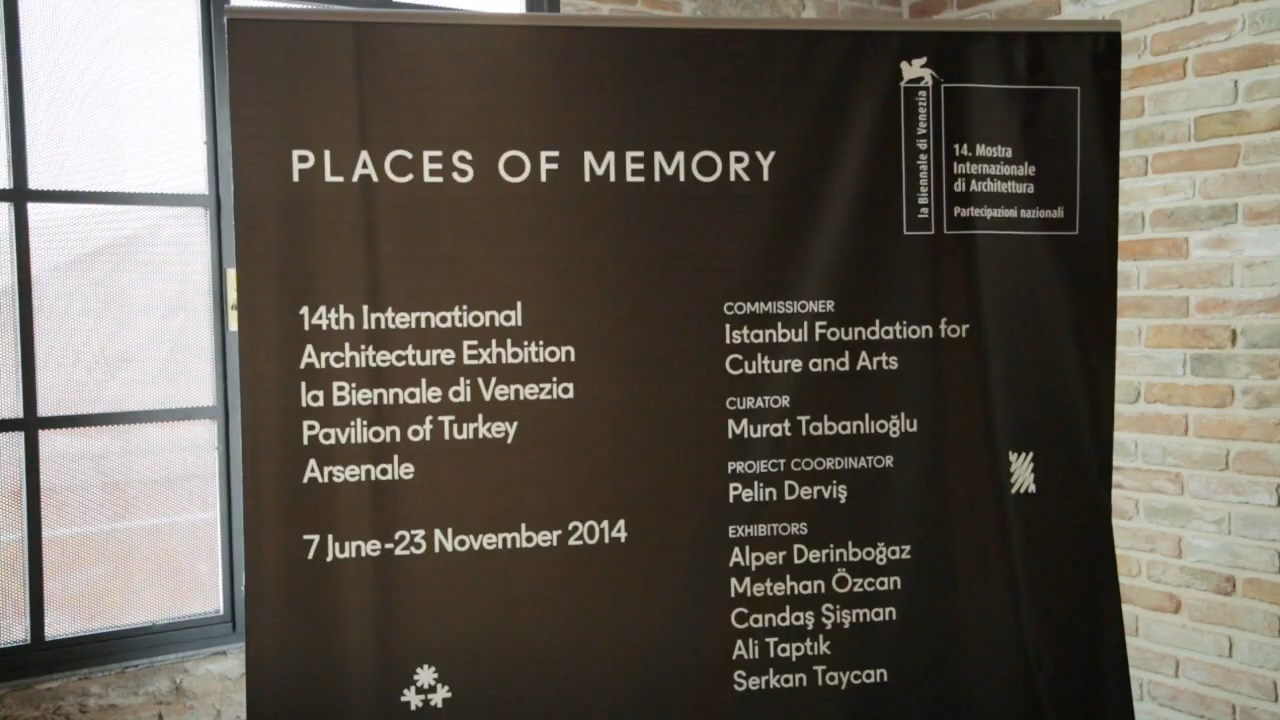 PLACES OF MEMORY
la Biennale di Venezia
14. Mostra
Internazionale
di Architettura
Partecipazioni nazionali
14th International
Architecture Exhbition
la Biennale di Venezia
Pavilion of Turkey
Arsenale
7 June-23 November 2014
COMMISSIONER
Istanbul Foundation for
Culture and Arts
CURATOR
Murat Tabanlıoğlu
PROJECT COORDINATOR
Pelin Derviş
EXHIBITORS
Alper Derinboğaz
Metehan Özcan
Candaş Şişman
Ali Taptık
Serkan Taycan